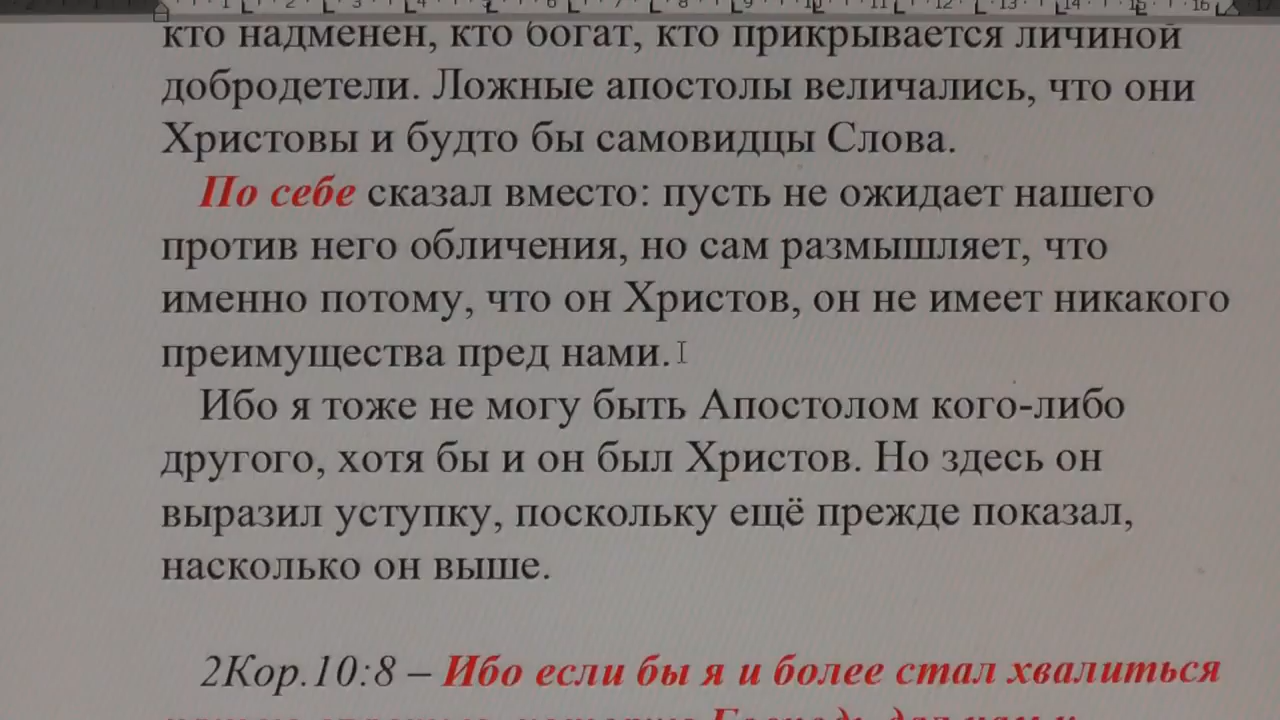 кто надменен, кто богат, кто прикрывается личиной
добродетели. Ложные апостолы величались, что они
Христовы и будто бы самовидцы Слова.
По себе сказал вместо: пусть не ожидает нашего
против него обличения, но сам размышляет, что
именно потому, что он Христов, он не имеет никакого
преимущества пред нами.
Ибо я тоже не могу быть Апостолом кого-либо
другого, хотя бы и он был Христов. Но здесь он
выразил уступку, поскольку ещё прежде показал,
насколько он выше.
2Кор.10:8 – Ибо если бы я и более стал хвалиться